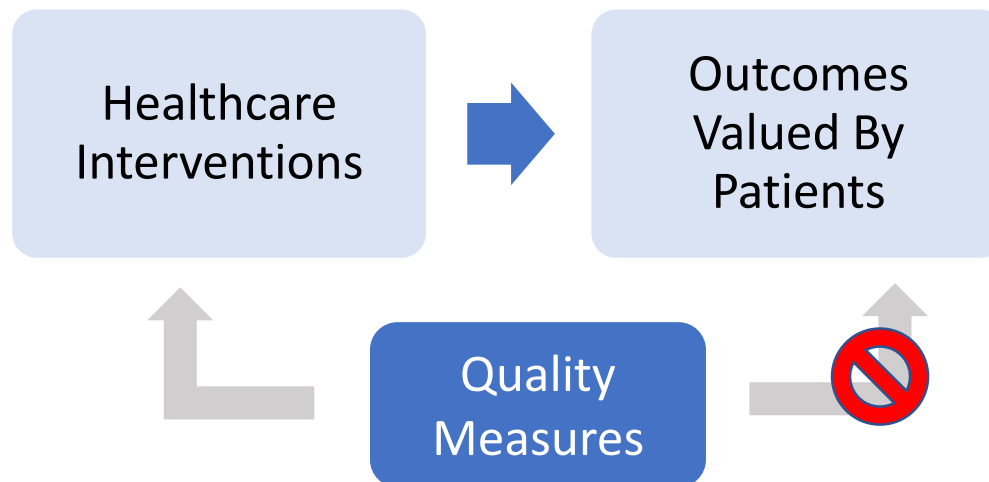 Healthcare
Interventions
Outcomes
Valued By
Patients
Quality
Measures